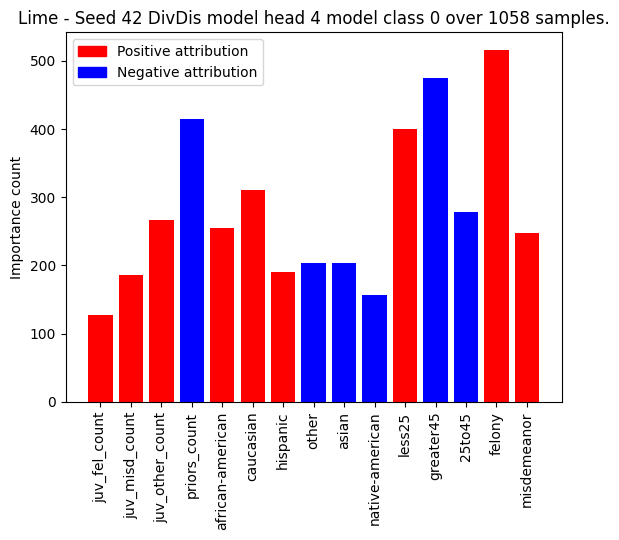 Lime - Seed 42 DivDis model head 4 model class 0 over 1058 samples.
Positive attribution
Negative attribution
Importance count
500
400
300
200
100
0
juv_fel_count
juv_misd_count
juv_other_count
priors_count
african-american
caucasian
hispanic
other
asian
native-american
less25
greater45
25to45
felony
misdemeanor